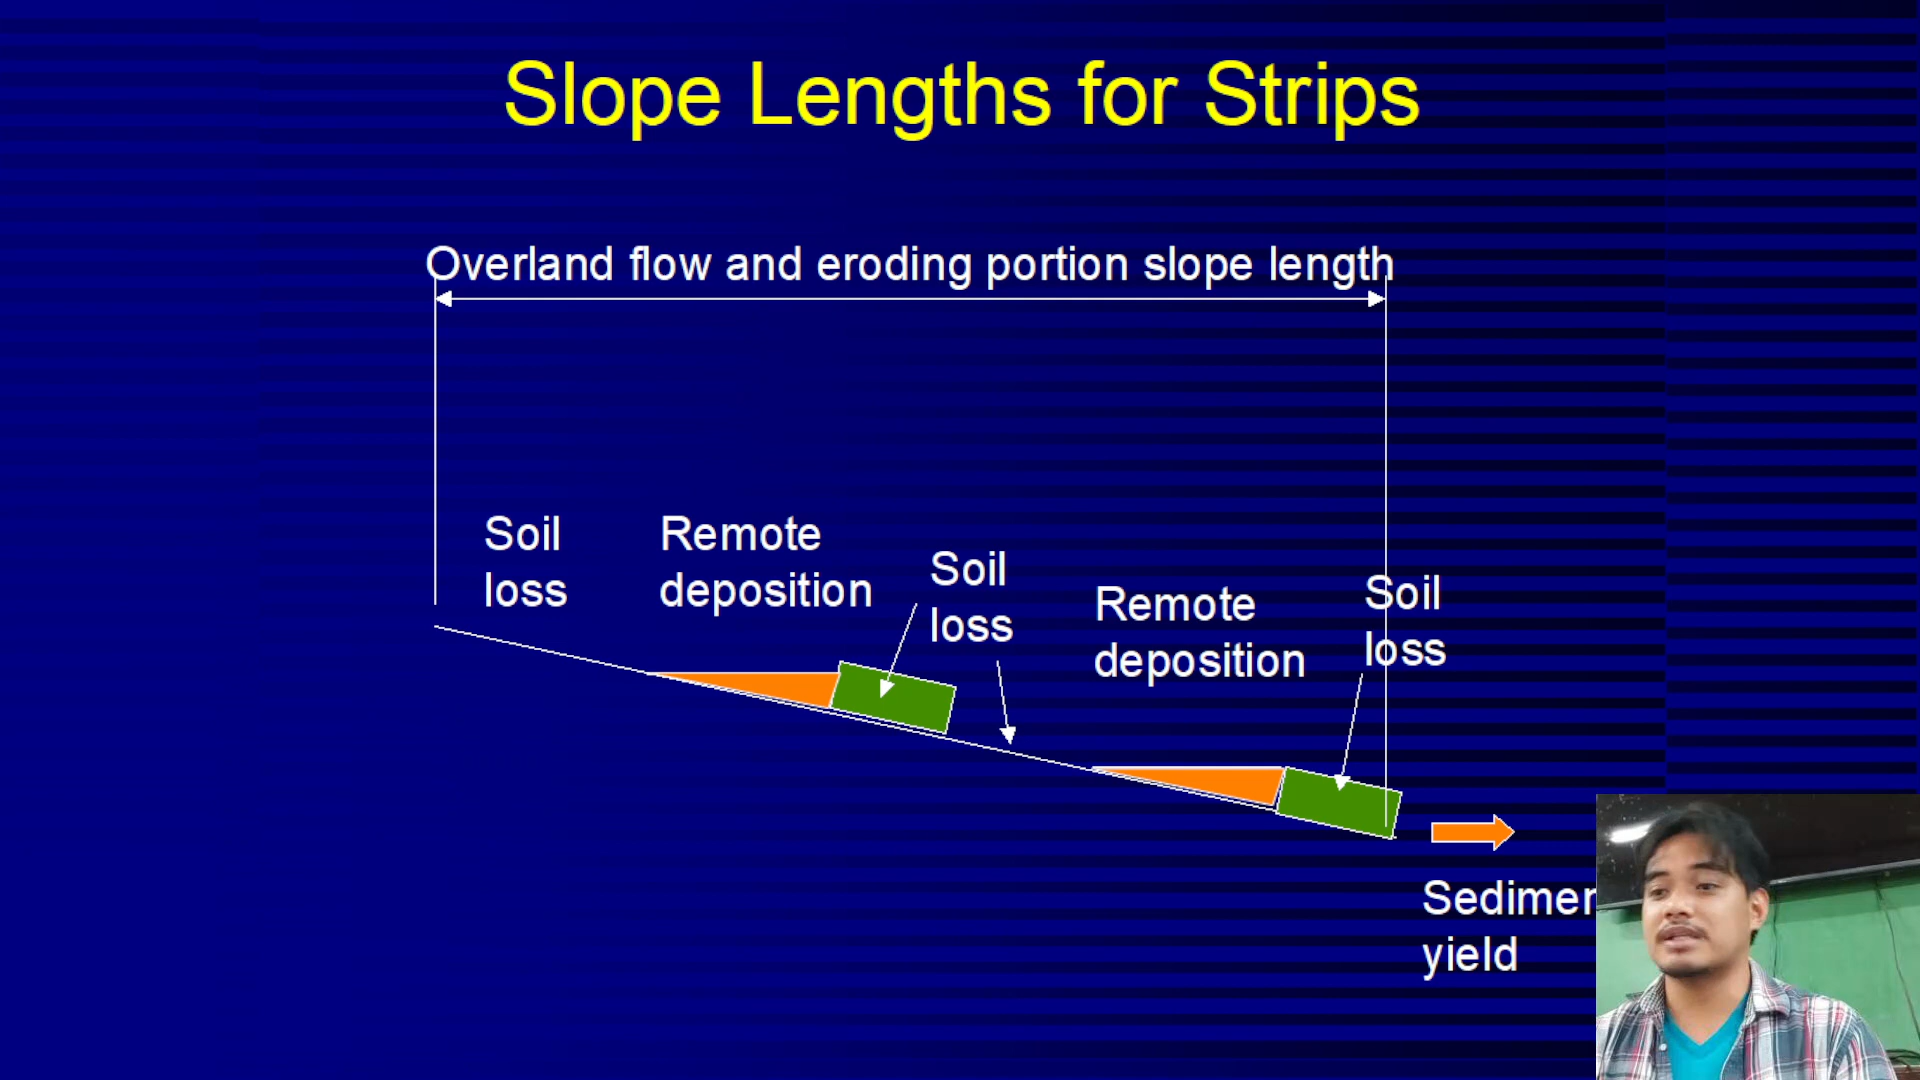 Slope Lengths for Strips
Overland flow and eroding portion slope length
Soil
loss
Remote
deposition
Soil
loss
Remote
deposition
Soil
loss
yield